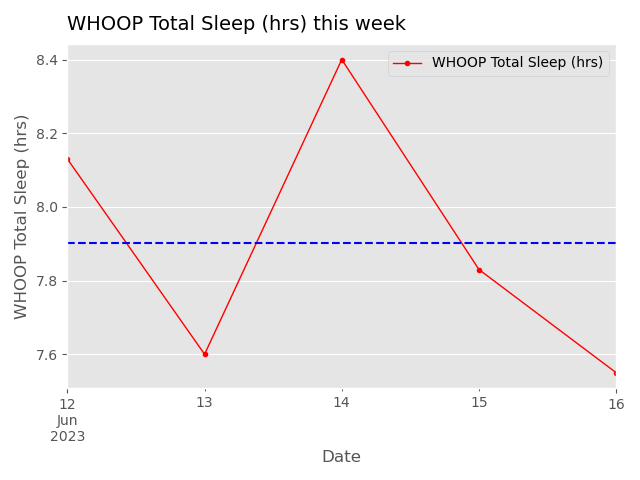 WHOOP Total Sleep (hrs) this week
WHOOP Total Sleep (hrs)
WHOOP Total Sleep (hrs)
8.4
8.2
8.0
7.8
7.6
12
Jun
2023
13
14
15
16
Date